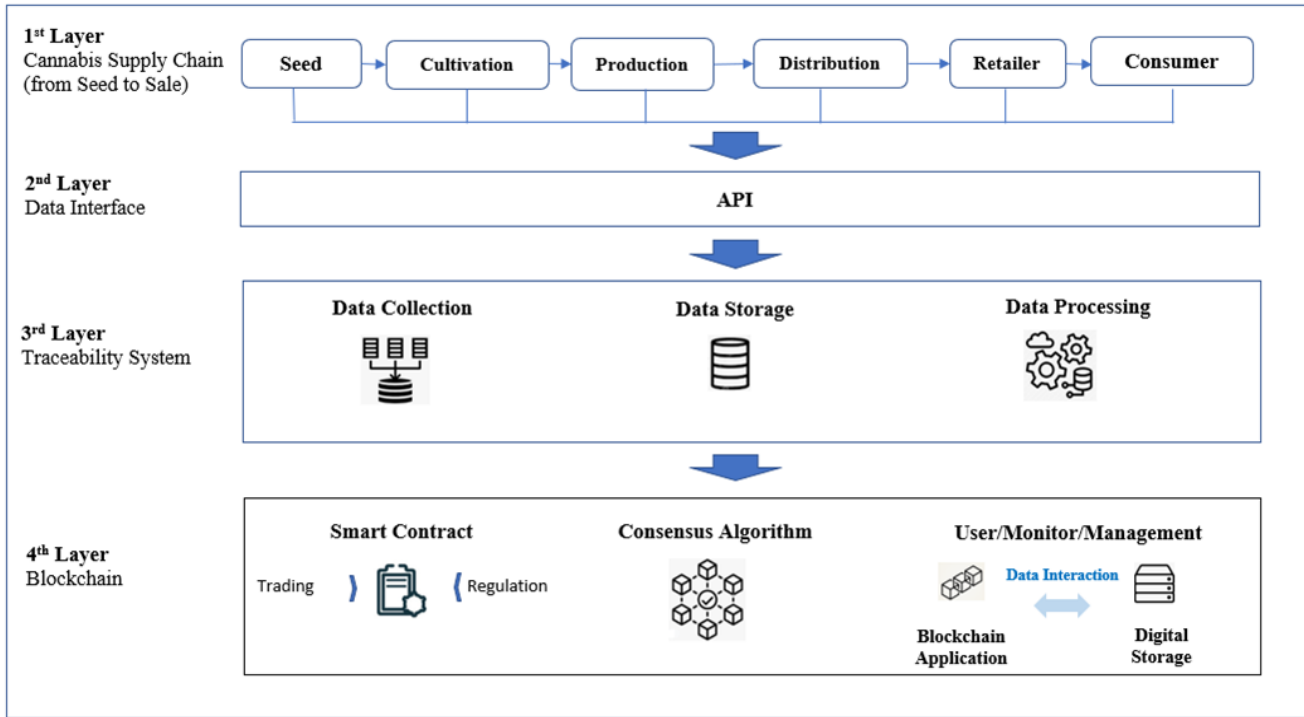 1st Layer
Cannabis Supply Chain
(from Seed to Sale)
Seed
Cultivation
Production
Distribution
Retailer
Consumer
2nd Layer
Data Interface
API
3rd Layer
Traceability System
Data Collection
Data Storage
Data Processing
4th Layer
Blockchain
Smart Contract
Trading
Regulation
Consensus Algorithm
User/Monitor/Management
Data Interaction
Blockchain
Application
Digital
Storage